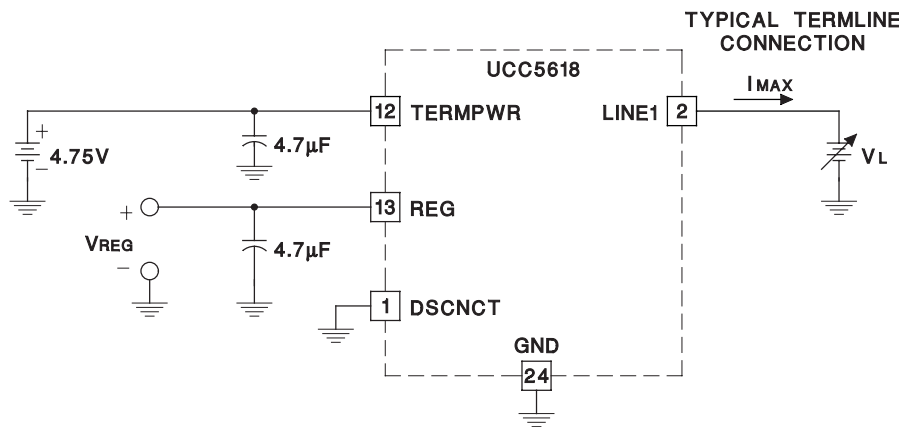 TYPICAL TERMLINE
CONNECTION
UCC5618
I MAX
12 TERMPWR
LINE1 2
+
4.7µF
4.75V
−
VL
13 REG
+
VREG
4.7µF
−
1 DSCNCT
GND
24